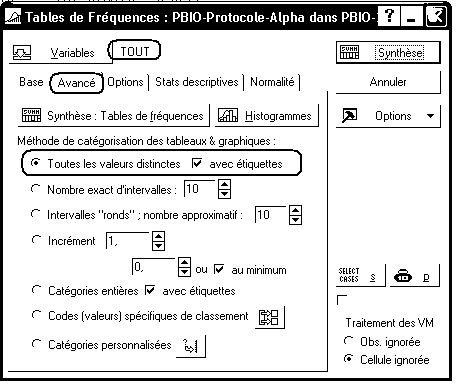 Tables de Fréquences : PBIO-Protocole-Alpha dans PBIO-
Variables TOUT Synthèse
Base Avancé Options Stats descriptives Normalité Annuler
Synthèse : Tables de fréquences Histogrammes Options
Méthode de catégorisation des tableaux & graphiques :
Toutes les valeurs distinctes avec étiquettes
Nombre exact d'intervalles : 10
Intervalles "ronds" ; nombre approximatif : 10
Incrément 1,
0, ou au minimum
SELECT CASES S D
Catégories entières avec étiquettes
Codes (valeurs) spécifiques de classement
Traitement des VM
Catégories personnalisées
Obs. ignorée
Cellule ignorée